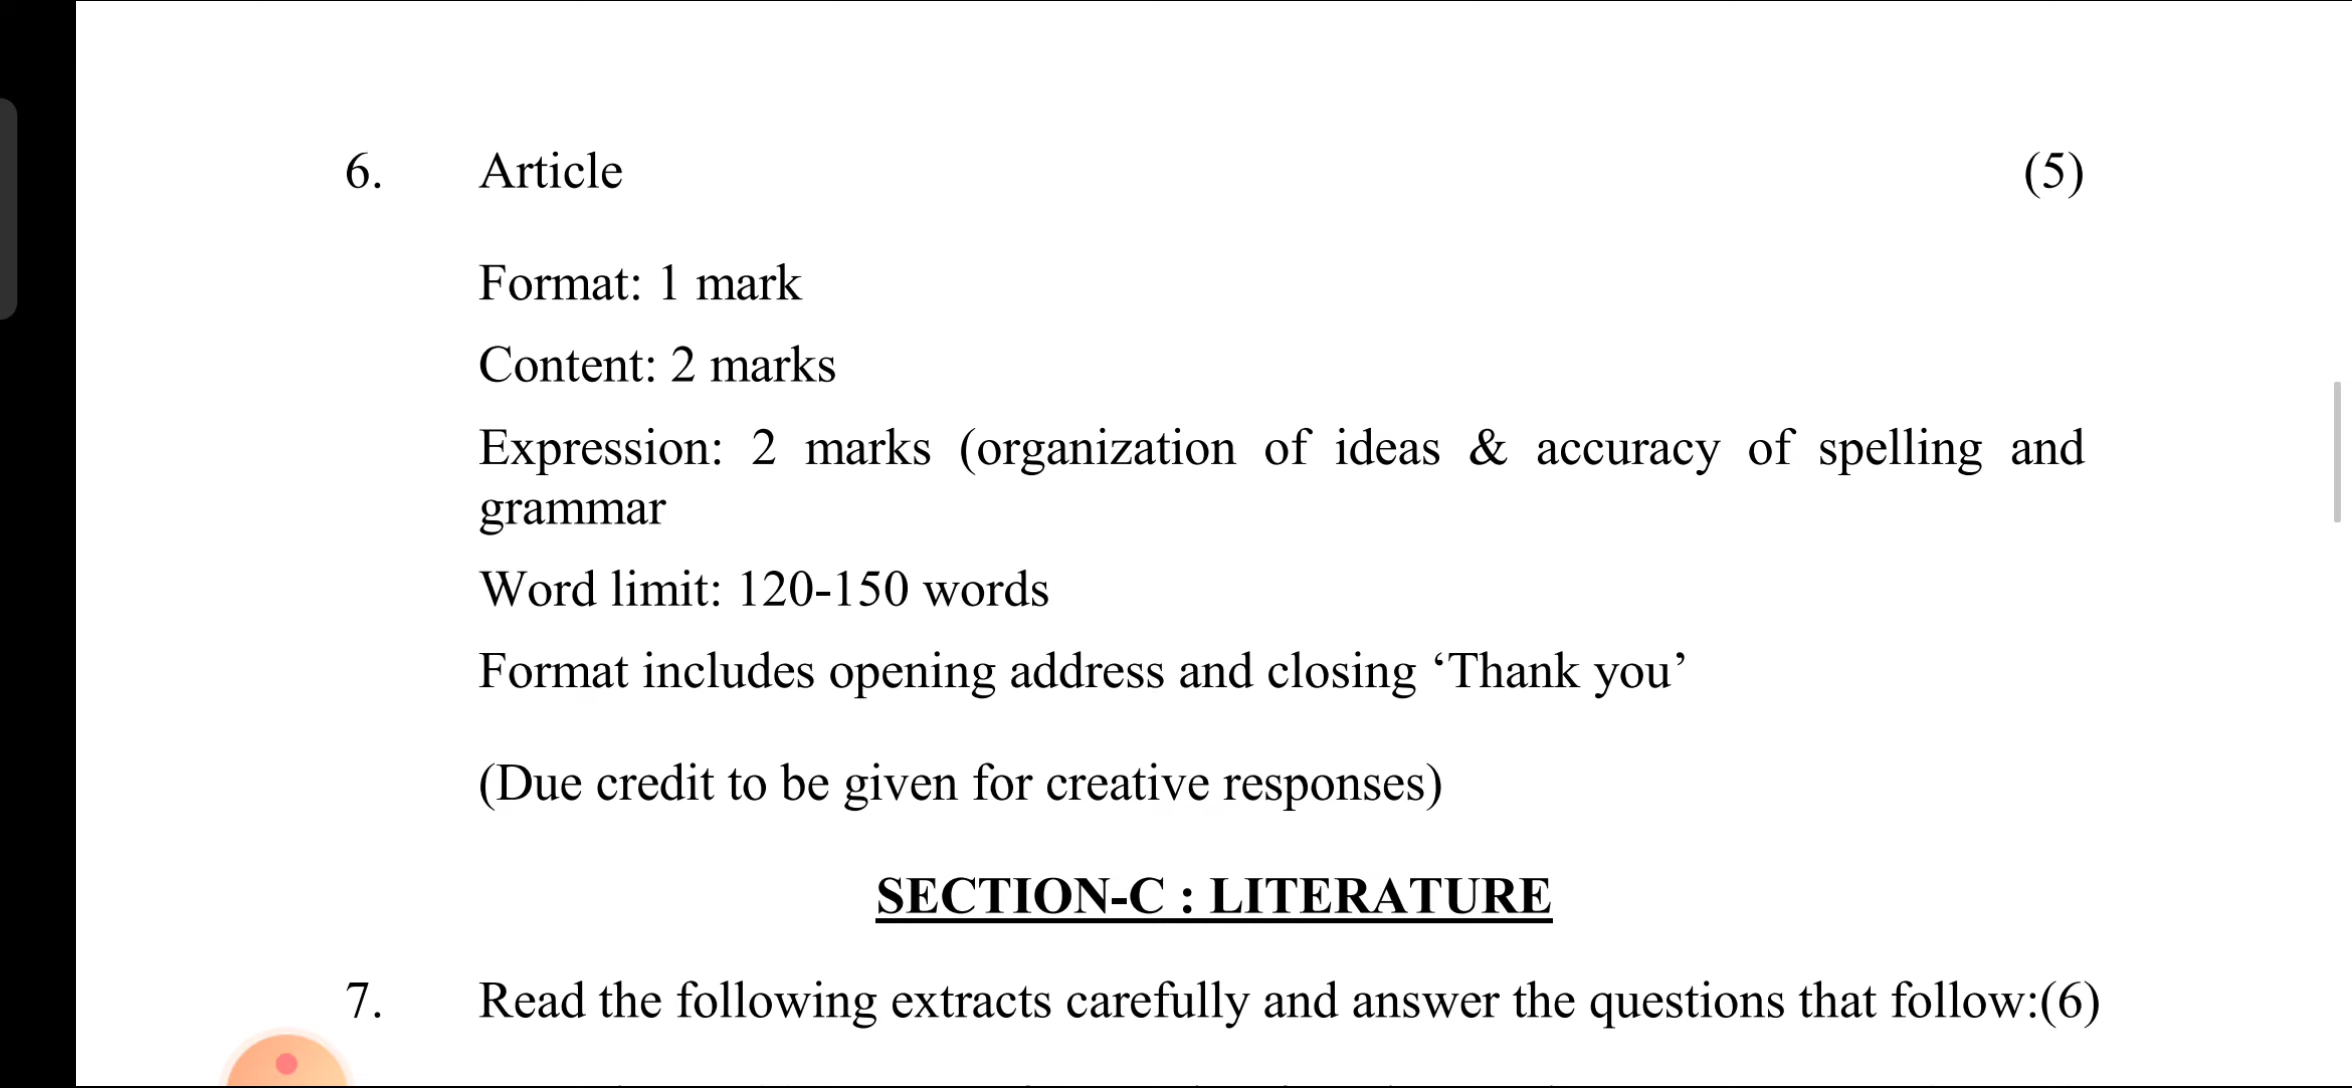 6. Article (5)
Format: 1 mark
Content: 2 marks
Expression: 2 marks (organization of ideas & accuracy of spelling and
grammar
Word limit: 120-150 words
Format includes opening address and closing ‘Thank you’
(Due credit to be given for creative responses)
SECTION-C : LITERATURE
7. Read the following extracts carefully and answer the questions that follow:(6)